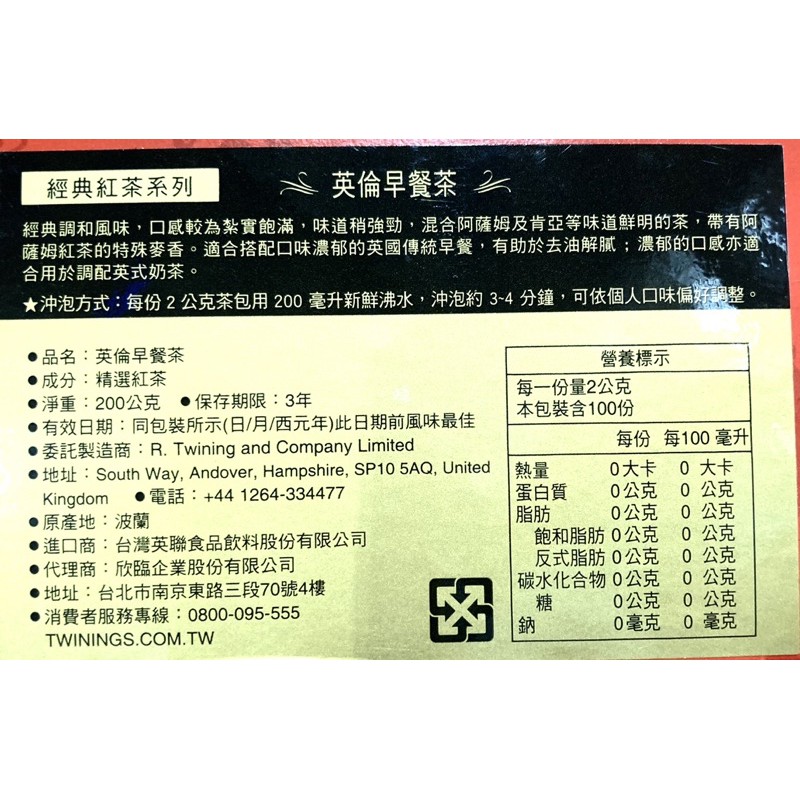 經典紅茶系列
英倫早餐茶
經典調和風味，口感較為紮實飽滿，味道稍強勁，混合阿薩姆及肯亞等味道鮮明的茶，帶有阿
薩姆紅茶的特殊麥香。適合搭配口味濃郁的英國傳統早餐，有助於去油解膩；濃郁的口感亦適
合用於調配英式奶茶。
★沖泡方式：每份 2 公克茶包用 200 毫升新鮮沸水，沖泡約 3~4 分鐘，可依個人口味偏好調整。
●品名：英倫早餐茶
●成分：精選紅茶
●淨重：200公克 ●保存期限：3年
●有效日期：同包裝所示(日/月/西元年)此日期前風味最佳
●委託製造商：R. Twining and Company Limited
●地址：South Way, Andover, Hampshire, SP10 5AQ, United
Kingdom ●電話：+44 1264-334477
●原產地：波蘭
●進口商：台灣英聯食品飲料股份有限公司
●代理商：欣臨企業股份有限公司
●地址：台北市南京東路三段70號4樓
●消費者服務專線：0800-095-555
TWININGS.COM.TW
營養標示
每一份量2公克
本包裝含100份
每份 每100 毫升
熱量 0大卡 0 大卡
蛋白質 0公克 0 公克
脂肪 0公克 0 公克
飽和脂肪 0公克 0 公克
反式脂肪 0公克 0 公克
碳水化合物 0公克 0 公克
糖 0公克 0 公克
鈉 0毫克 0 毫克